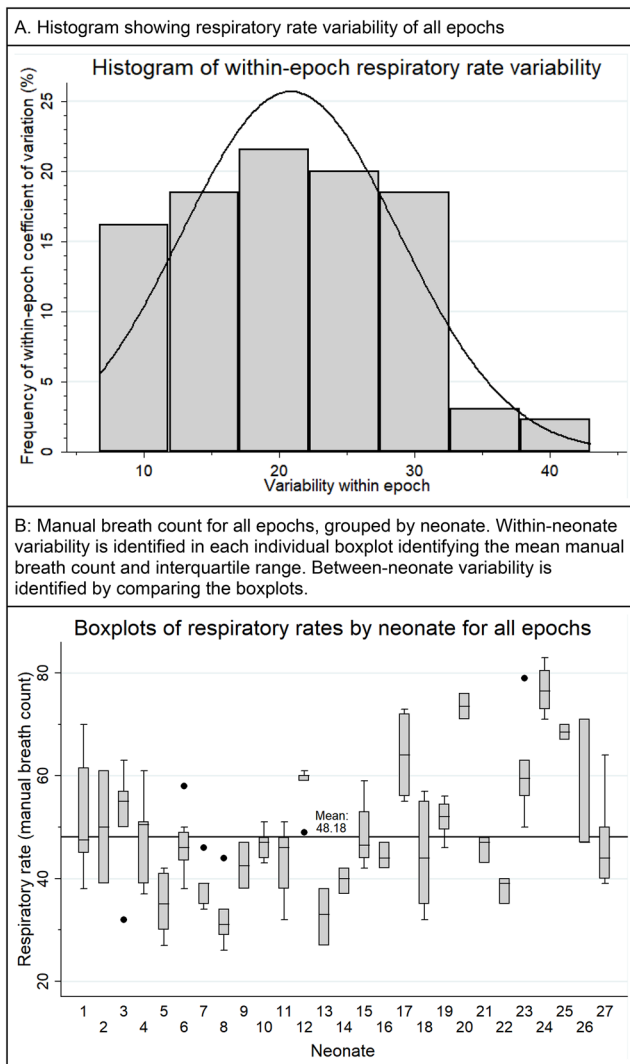 A. Histogram showing respiratory rate variability of all epochs
Histogram of within-epoch respiratory rate variability
Frequency of within-epoch coefficient of variation (%)
25
20
15
10
5
0
10 20 30 40
Variability within epoch
B: Manual breath count for all epochs, grouped by neonate. Within-neonate
variability is identified in each individual boxplot identifying the mean manual
breath count and interquartile range. Between-neonate variability is
identified by comparing the boxplots.
Boxplots of respiratory rates by neonate for all epochs
Respiratory rate (manual breath count)
80
60
40
20
Mean:
48.18
1 3 5 7 9 11 13 15 17 19 21 23 25 27
2 4 6 8 10 12 14 16 18 20 22 24 26
Neonate